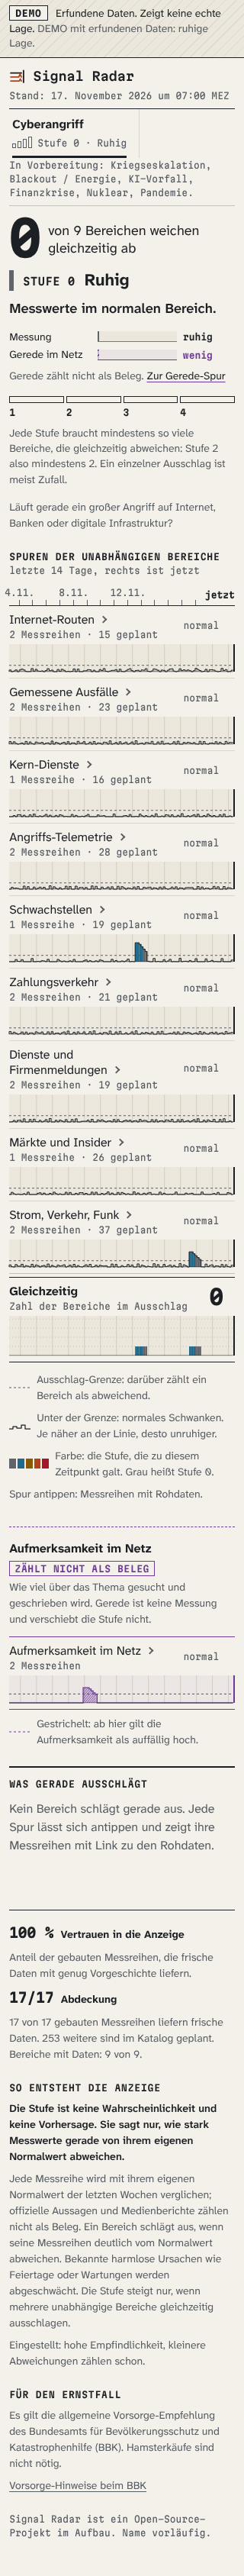 DEMO Erfundene Daten. Zeigt keine echte
Lage. DEMO mit erfundenen Daten: ruhige
Lage.
Signal Radar
Stand: 17. November 2026 um 07:00 MEZ
Cyberangriff
Stufe 0 · Ruhig
In Vorbereitung: Kriegseskalation,
Blackout / Energie, KI-Vorfall,
Finanzkrise, Nuklear, Pandemie.
0 von 9 Bereichen weichen
gleichzeitig ab
STUFE 0 Ruhig
Messwerte im normalen Bereich.
Messung ruhig
Gerede im Netz wenig
Gerede zählt nicht als Beleg. Zur Gerede-Spur
1 2 3 4
Jede Stufe braucht mindestens so viele
Bereiche, die gleichzeitig abweichen: Stufe 2
also mindestens 2. Ein einzelner Ausschlag ist
meist Zufall.
Läuft gerade ein großer Angriff auf Internet,
Banken oder digitale Infrastruktur?
SPUREN DER UNABHÄNGIGEN BEREICHE
letzte 14 Tage, rechts ist jetzt
4.11. 8.11. 12.11. jetzt
Internet-Routen
2 Messreihen · 15 geplant
normal
Gemessene Ausfälle
2 Messreihen · 23 geplant
normal
Kern-Dienste
1 Messreihe · 16 geplant
normal
Angriffs-Telemetrie
2 Messreihen · 28 geplant
normal
Schwachstellen
1 Messreihe · 19 geplant
normal
Zahlungsverkehr
2 Messreihen · 21 geplant
normal
Dienste und
Firmenmeldungen
2 Messreihen · 19 geplant
normal
Märkte und Insider
1 Messreihe · 26 geplant
normal
Strom, Verkehr, Funk
2 Messreihen · 37 geplant
normal
Gleichzeitig
Zahl der Bereiche im Ausschlag
0
Ausschlag-Grenze: darüber zählt ein
Bereich als abweichend.
Unter der Grenze: normales Schwanken.
Je näher an der Linie, desto unruhiger.
Farbe: die Stufe, die zu diesem
Zeitpunkt galt. Grau heißt Stufe 0.
Spur antippen: Messreihen mit Rohdaten.
Aufmerksamkeit im Netz
ZÄHLT NICHT ALS BELEG
Wie viel über das Thema gesucht und
geschrieben wird. Gerede ist keine Messung
und verschiebt die Stufe nicht.
Aufmerksamkeit im Netz
2 Messreihen
normal
Gestrichelt: ab hier gilt die
Aufmerksamkeit als auffällig hoch.
WAS GERADE AUSSCHLÄGT
Kein Bereich schlägt gerade aus. Jede
Spur lässt sich antippen und zeigt ihre
Messreihen mit Link zu den Rohdaten.
100 % Vertrauen in die Anzeige
Anteil der gebauten Messreihen, die frische
Daten mit genug Vorgeschichte liefern.
17/17 Abdeckung
17 von 17 gebauten Messreihen liefern frische
Daten. 253 weitere sind im Katalog geplant.
Bereiche mit Daten: 9 von 9.
SO ENTSTEHT DIE ANZEIGE
Die Stufe ist keine Wahrscheinlichkeit und
keine Vorhersage. Sie sagt nur, wie stark
Messwerte gerade von ihrem eigenen
Normalwert abweichen.
Jede Messreihe wird mit ihrem eigenen
Normalwert der letzten Wochen verglichen;
offizielle Aussagen und Medienberichte zählen
nicht als Beleg. Ein Bereich schlägt aus, wenn
seine Messreihen deutlich vom Normalwert
abweichen. Bekannte harmlose Ursachen wie
Feiertage oder Wartungen werden
abgeschwächt. Die Stufe steigt nur, wenn
mehrere unabhängige Bereiche gleichzeitig
ausschlagen.
Eingestellt: hohe Empfindlichkeit, kleinere
Abweichungen zählen schon.
FÜR DEN ERNSTFALL
Es gilt die allgemeine Vorsorge-Empfehlung
des Bundesamts für Bevölkerungsschutz und
Katastrophenhilfe (BBK). Hamsterkäufe sind
nicht nötig.
Vorsorge-Hinweise beim BBK
Signal Radar ist ein Open-Source-
Projekt im Aufbau. Name vorläufig.